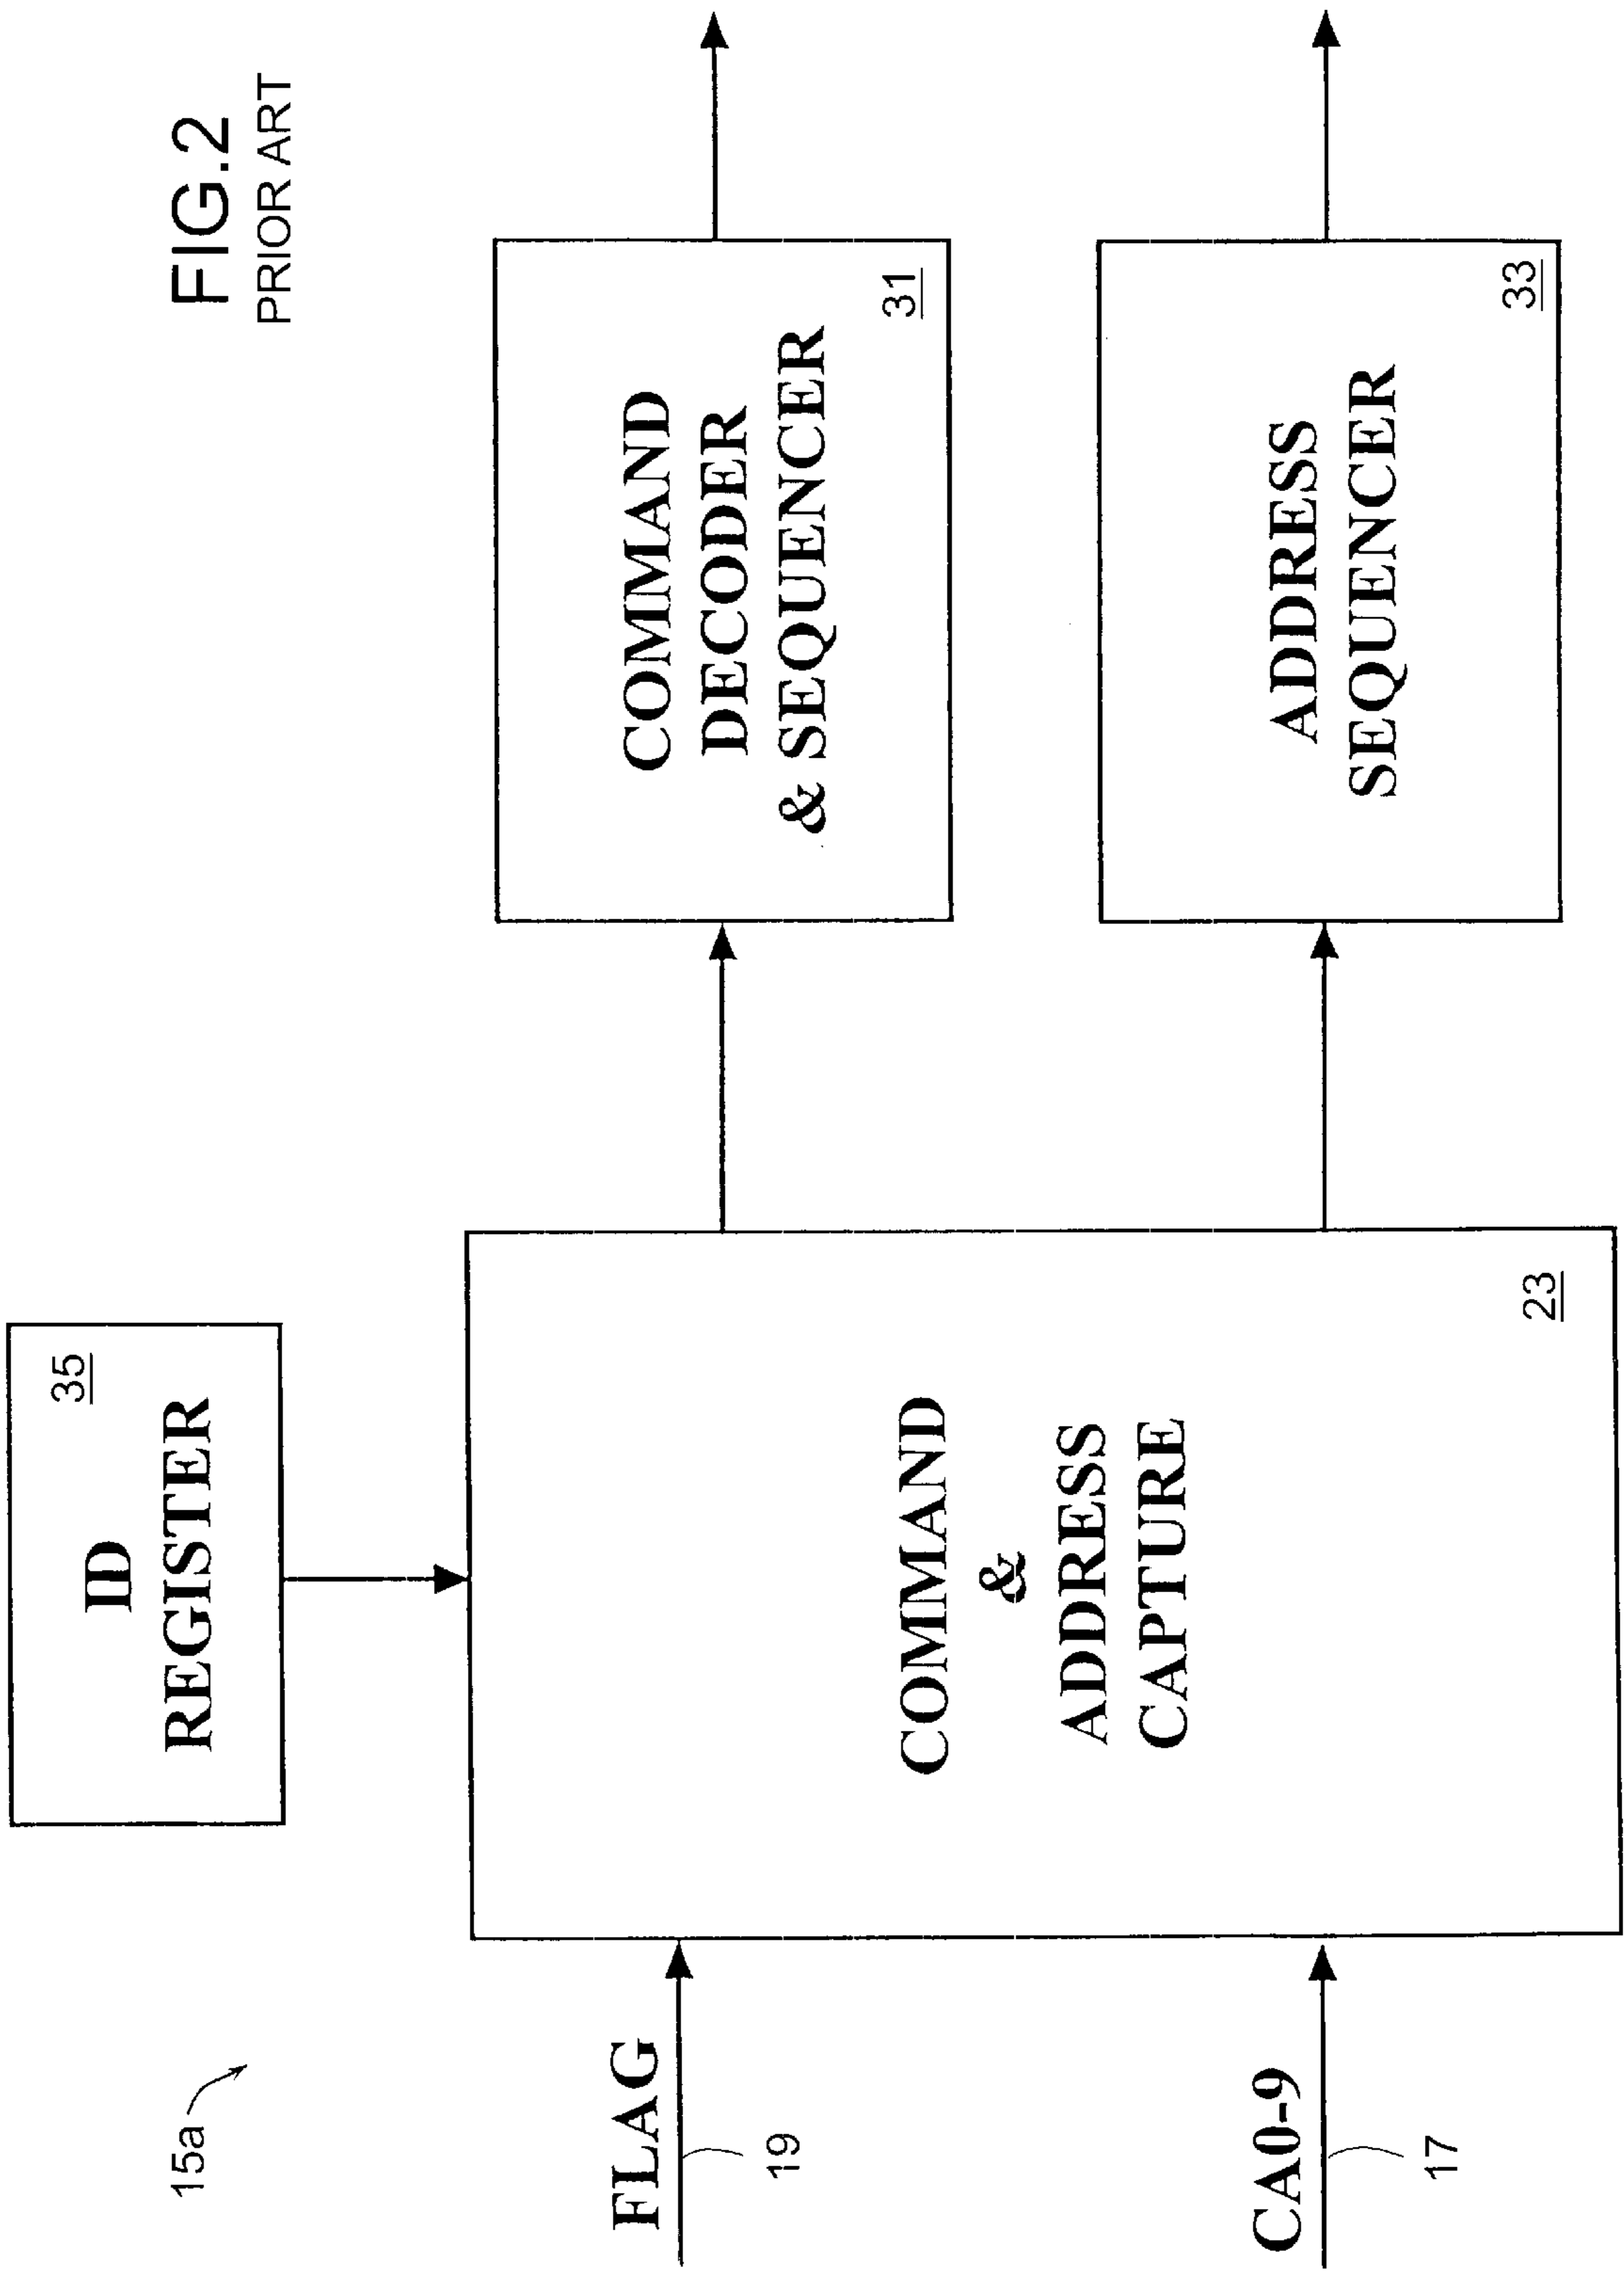 FIG.2
PRIOR ART
15a
ID
REGISTER
35
FLAG
19
CA0-9
17
COMMAND
&
ADDRESS
CAPTURE
23
COMMAND
DECODER
& SEQUENCER
31
ADDRESS
SEQUENCER
33